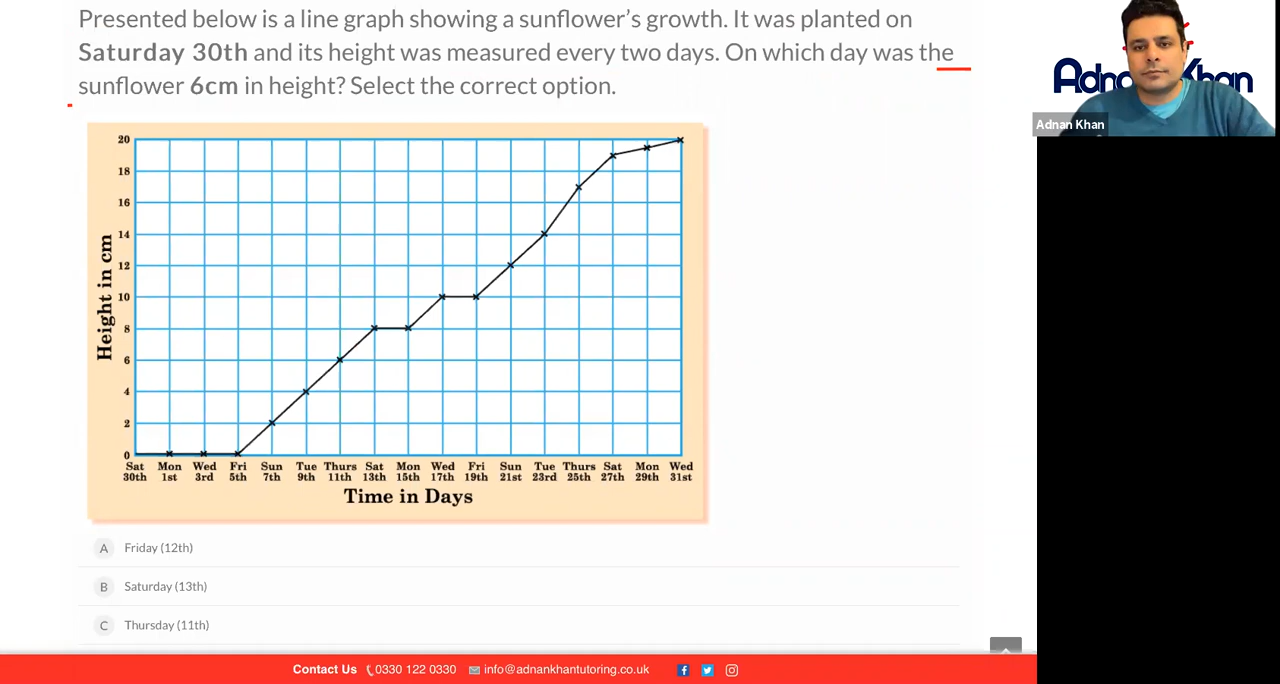 Presented below is a line graph showing a sunflower's growth. It was planted on
Saturday 30th and its height was measured every two days. On which day was the
sunflower 6cm in height? Select the correct option.
Adnan Khan
Adnan Khan
20
18
16
14
12
10
8
6
4
2
0
Height in cm
Sat Mon Wed Fri Sun Tue Thurs Sat Mon Wed Fri Sun Tue Thurs Sat Mon Wed
30th 1st 3rd 5th 7th 9th 11th 13th 15th 17th 19th 21st 23rd 25th 27th 29th 31st
Time in Days
A Friday (12th)
B Saturday (13th)
C Thursday (11th)
Contact Us 0330 122 0330 info@adnankhantutoring.co.uk